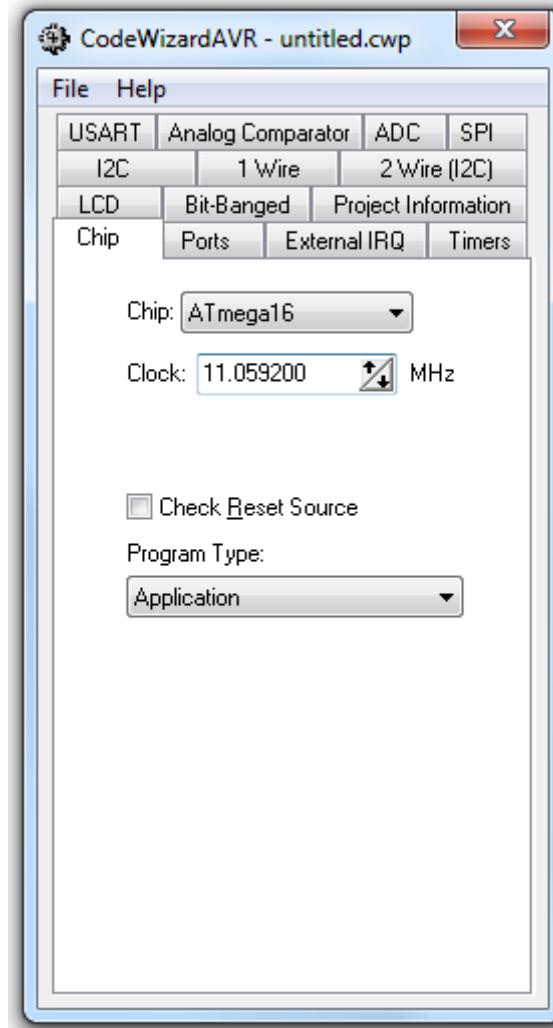 CodeWizardAVR - untitled.cwp
File Help
USART Analog Comparator ADC SPI
I2C 1 Wire 2 Wire (I2C)
LCD Bit-Banged Project Information
Chip Ports External IRQ Timers
Chip: ATmega16
Clock: 11.059200 MHz
Check Reset Source
Program Type:
Application